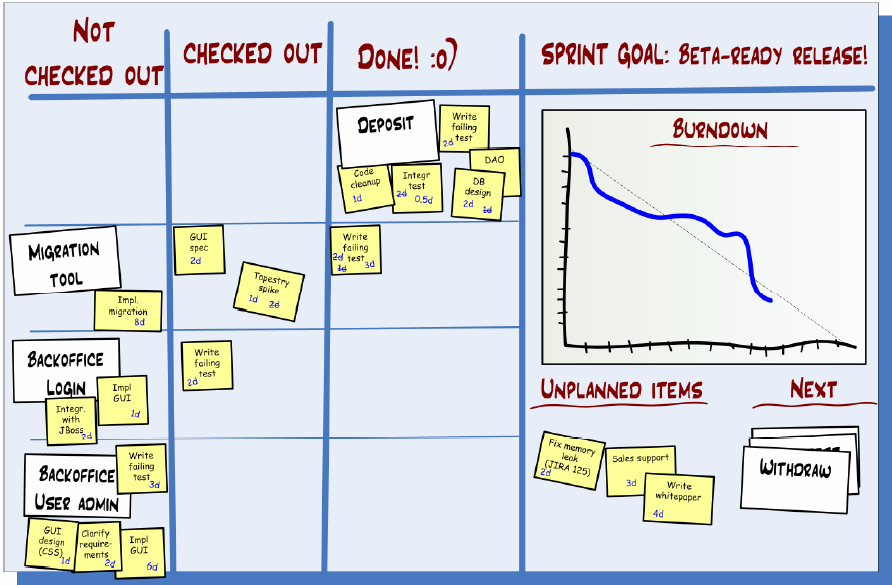 NOT
CHECKED OUT
CHECKED OUT
DONE! :o)
SPRINT GOAL: BETA-READY RELEASE!
DEPOSIT
Write
failing
test
2d
DAO
Code
cleanup
1d
Integr
test
2d
0.5d
DB
design
2d
1d
MIGRATION
TOOL
Impl.
migration
8d
GUI
spec
2d
Tapestry
spike
1d
2d
Write
failing
test
2d
1d
3d
BACKOFFICE
LOGIN
Integr.
with
JBoss
2d
Impl
GUI
1d
Write
failing
test
2d
BACKOFFICE
USER ADMIN
Write
failing
test
3d
GUI
design
(CSS)
1d
Clarify
require-
ments
2d
Impl
GUI
6d
BURNDOWN
UNPLANNED ITEMS
NEXT
Fix memory
leak
(JIRA 125)
2d
Sales support
3d
Write
whitepaper
4d
WITHDRAW